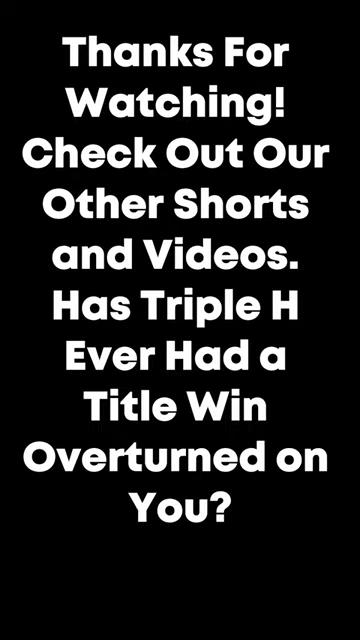 Thanks For
Watching!
Check Out Our
Other Shorts
and Videos.
Has Triple H
Ever Had a
Title Win
Overturned on
You?